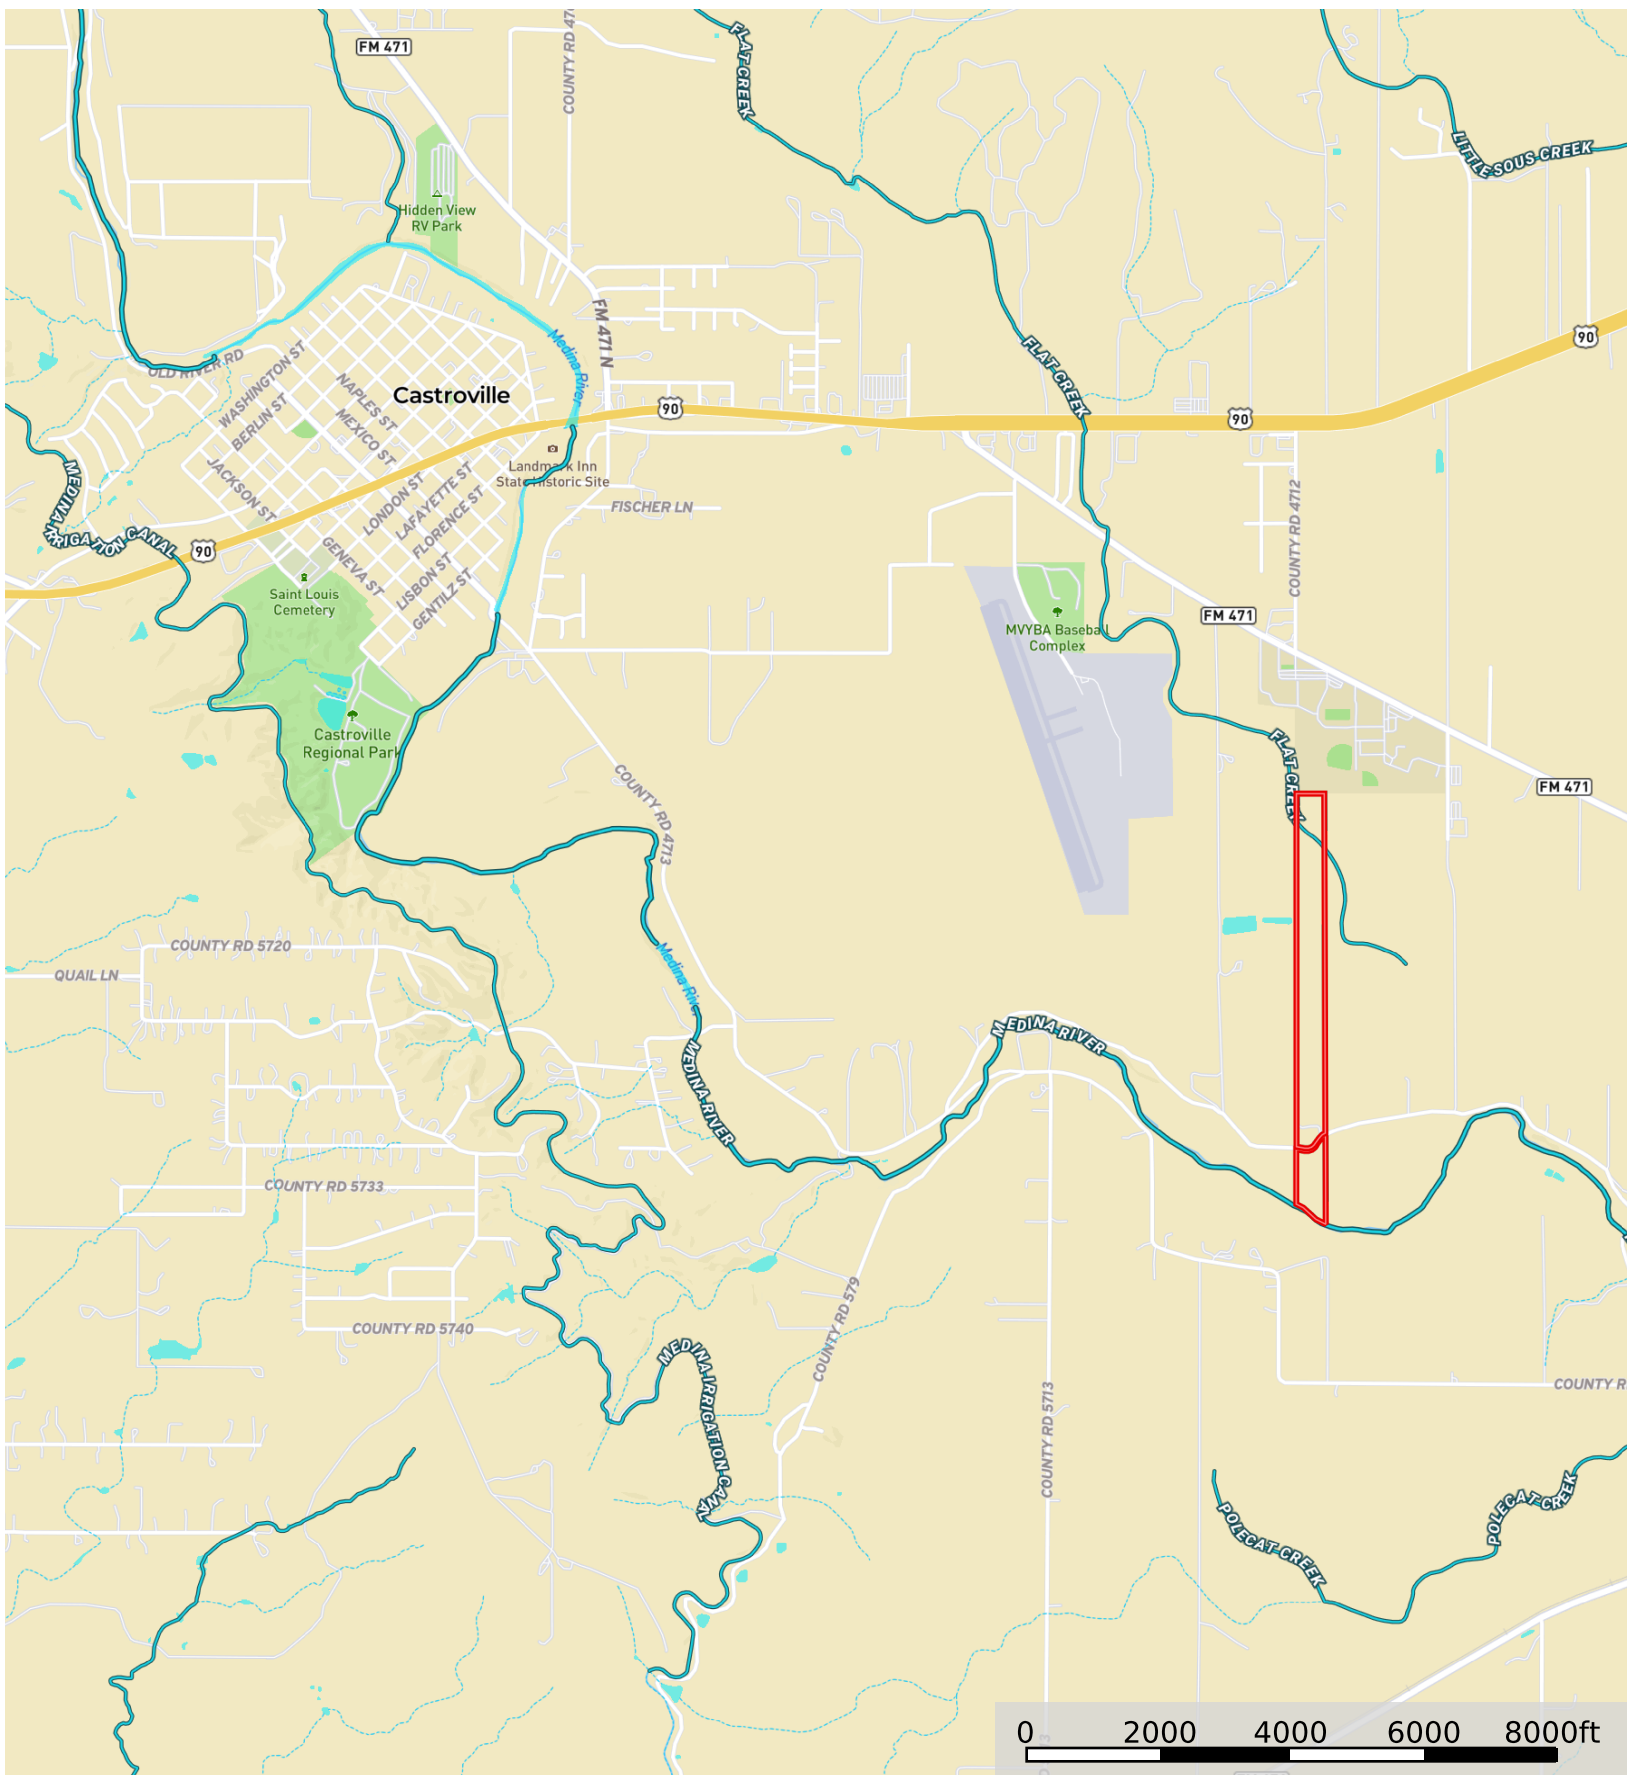 FM 471
COUNTY RD 47
FLAT CREEK
LITTLE SOUS CREEK
Hidden View
RV Park
FM 471 N
Medina River
90
FLAT CREEK
OLD RIVER RD
WASHINGTON ST
BERLIN ST
NAPLES ST
MEXICO ST
Castroville
90
90
Landmark Inn
State Historic Site
JACKSON ST
LONDON ST
LAFAYETTE ST
FLORENCE ST
FISCHER LN
MEDINA IRRIGATION CANAL
90
GENEVA ST
LISBON ST
GENTILZ ST
COUNTY RD 4712
Saint Louis
Cemetery
MVYBA Baseball
Complex
FM 471
Castroville
Regional Park
FLAT CREEK
COUNTY RD 4713
FM 471
COUNTY RD 5720
QUAIL LN
Medina River
MEDINA RIVER
MEDINA RIVER
COUNTY RD 5733
COUNTY RD 5740
COUNTY RD 579
MEDINA IRRIGATION CANAL
COUNTY RD 5713
COUNTY R
POLECAT CREEK
POLECAT CREEK
0 2000 4000 6000 8000ft